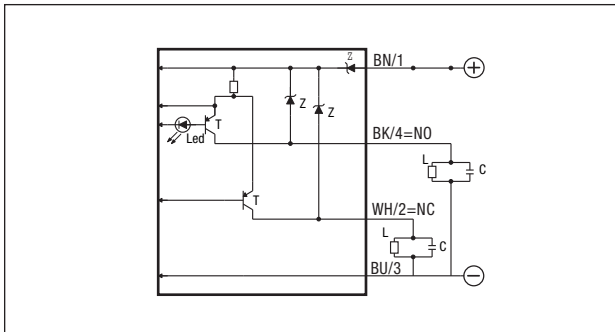 Z
BN/1
+
Z
Z
T
Led
BK/4=NO
L
C
T
WH/2=NC
L
C
BU/3
−